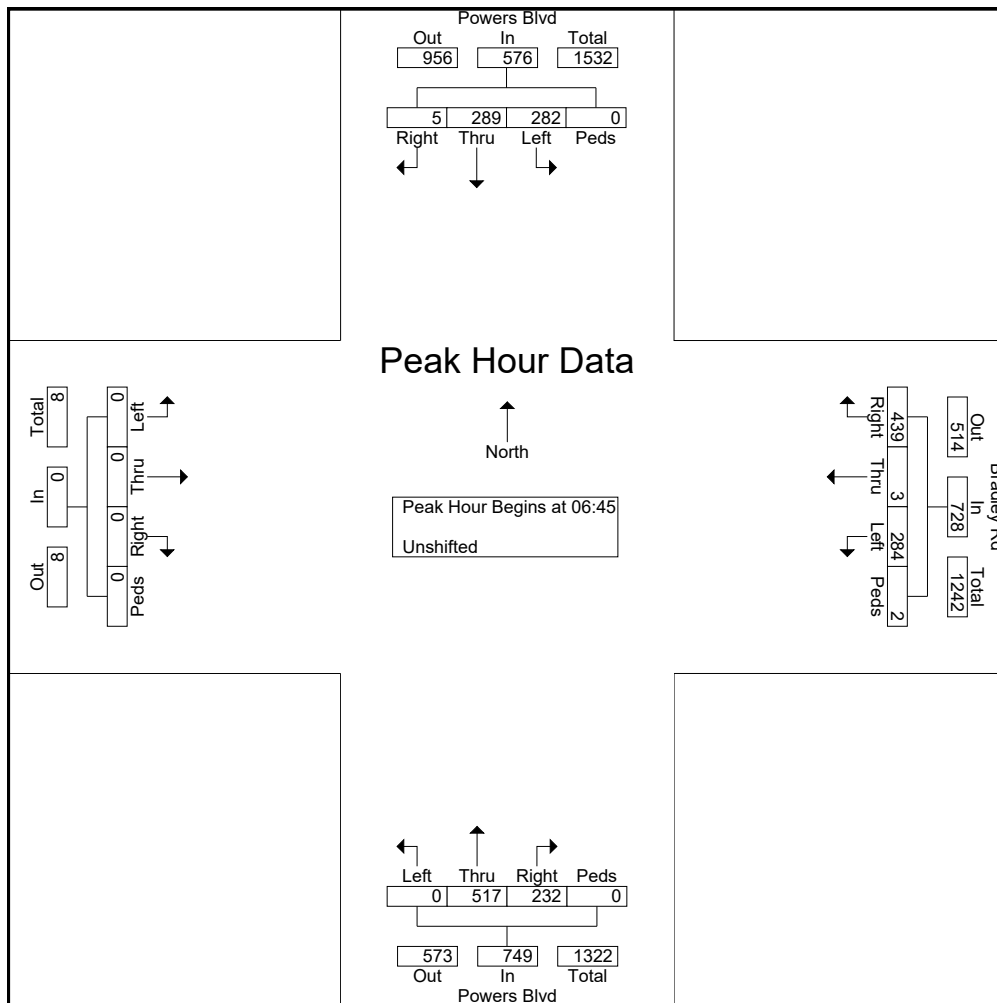 Powers Blvd
Out In Total
956 576 1532
5 289 282 0
Right Thru Left Peds
Peak Hour Data
North
Peak Hour Begins at 06:45
Unshifted
Total In Out
8 0 8
0 0 0 0
Left Thru Right Peds
Bradley Rd
Out In Total
514 728 1242
439 3 284 2
Right Thru Left Peds
Left Thru Right Peds
0 517 232 0
573 749 1322
Out In Total
Powers Blvd